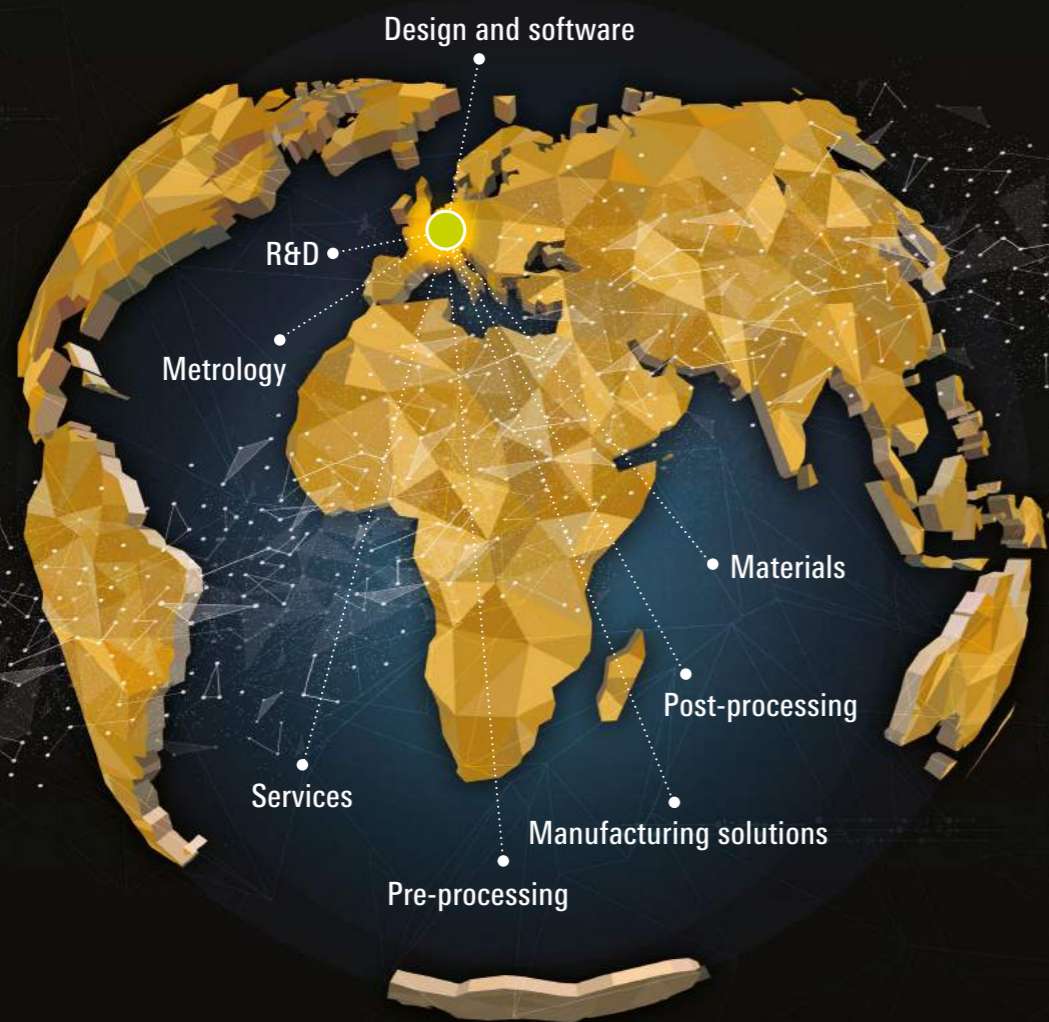 Design and software
R&D
Metrology
Materials
Post-processing
Services
Manufacturing solutions
Pre-processing